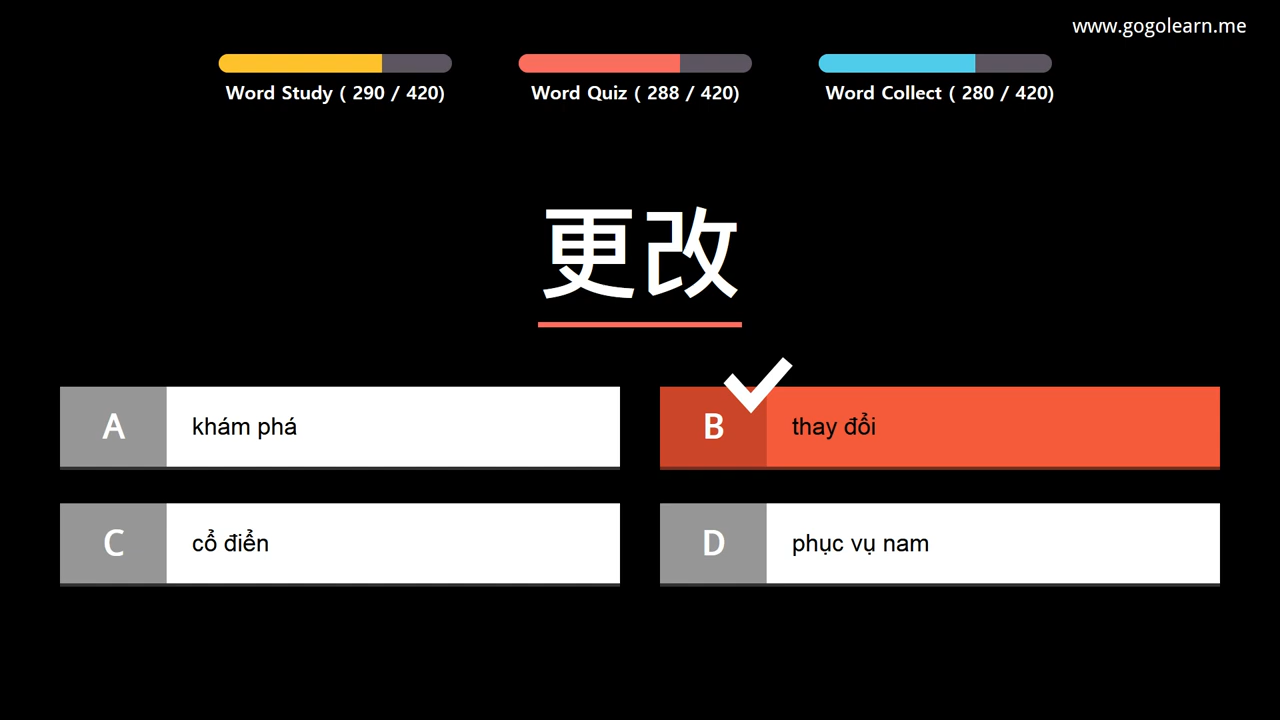 www.gogolearn.me
Word Study ( 290 / 420)
Word Quiz ( 288 / 420)
Word Collect ( 280 / 420)
更改
A khám phá
B thay đổi
C cổ điển
D phục vụ nam